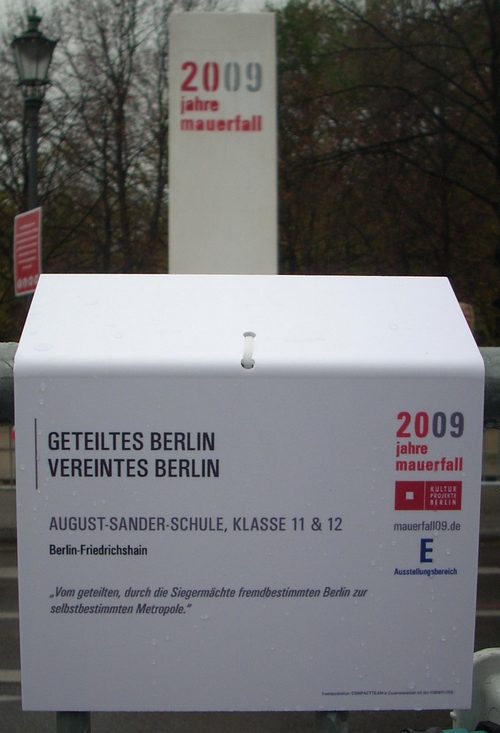 2009
jahre
mauerfall
GETEILTES BERLIN
VEREINTES BERLIN
AUGUST-SANDER-SCHULE, KLASSE 11 & 12
Berlin-Friedrichshain
„Vom geteilten, durch die Siegermächte fremdbestimmten Berlin zur
selbstbestimmten Metropole.“
2009
jahre
mauerfall
KULTUR
PROJEKTE
BERLIN
mauerfall09.de
E
Ausstellungsbereich